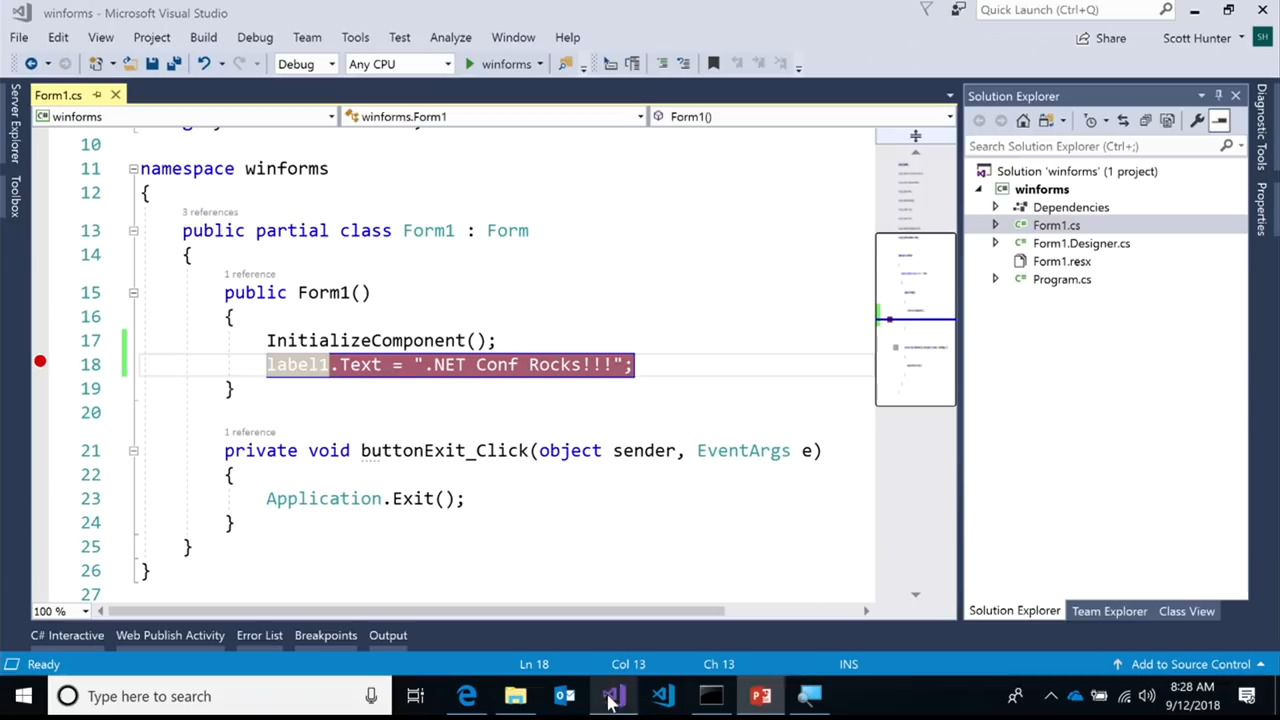 winforms - Microsoft Visual Studio
Quick Launch (Ctrl+Q)
File Edit View Project Build Debug Team Tools Test Analyze Window Help
Share Scott Hunter SH
Debug Any CPU winforms
Server Explorer
Toolbox
Form1.cs
winforms winforms.Form1 Form1()
10
11 namespace winforms
12 {
3 references
13 public partial class Form1 : Form
14 {
1 reference
15 public Form1()
16 {
17 InitializeComponent();
18 label1.Text = ".NET Conf Rocks!!!";
19 }
20
1 reference
21 private void buttonExit_Click(object sender, EventArgs e)
22 {
23 Application.Exit();
24 }
25 }
26 }
27
100 %
Solution Explorer
Search Solution Explorer (Ctrl+;)
Solution 'winforms' (1 project)
winforms
Dependencies
Form1.cs
Form1.Designer.cs
Form1.resx
Program.cs
Solution Explorer Team Explorer Class View
Diagnostic Tools
Properties
C# Interactive Web Publish Activity Error List Breakpoints Output
Ready Ln 18 Col 13 Ch 13 INS Add to Source Control
Type here to search
8:28 AM
9/12/2018